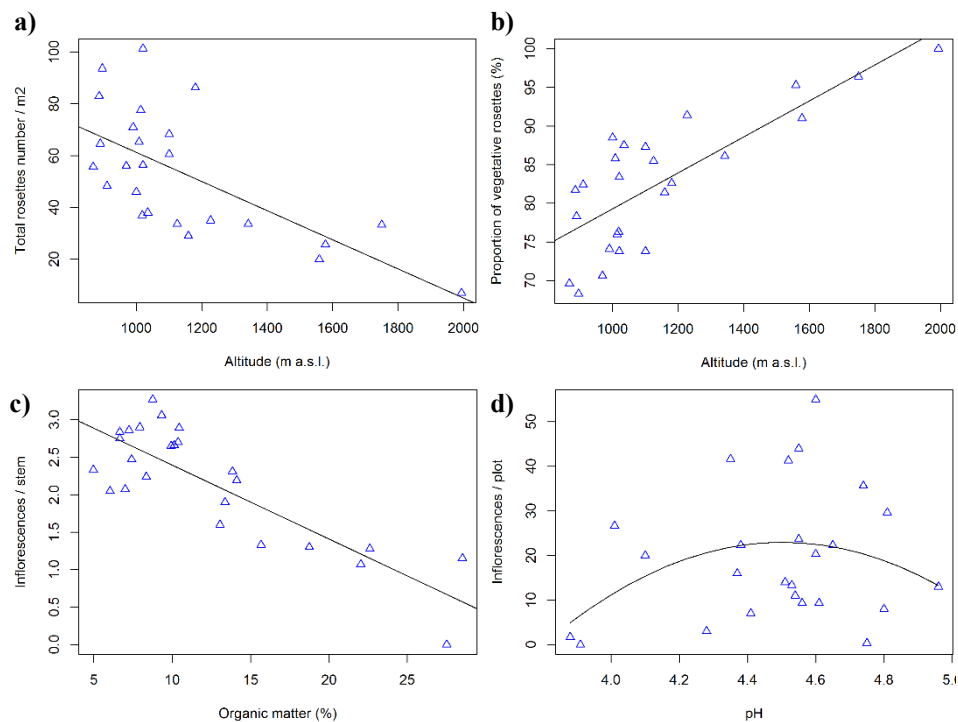 a)
Total rosettes number / m2
100
80
60
40
20
1000 1200 1400 1600 1800 2000
Altitude (m a.s.l.)
b)
Proportion of vegetative rosettes (%)
100
95
90
85
80
75
70
1000 1200 1400 1600 1800 2000
Altitude (m a.s.l.)
c)
Inflorescences / stem
3.0
2.5
2.0
1.5
1.0
0.5
0.0
5 10 15 20 25
Organic matter (%)
d)
Inflorescences / plot
50
40
30
20
10
0
4.0 4.2 4.4 4.6 4.8 5.0
pH